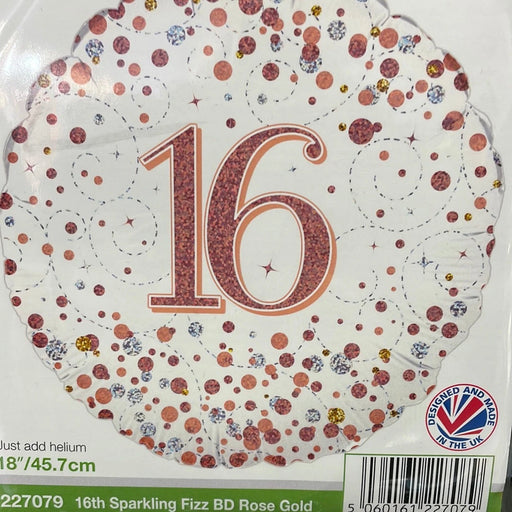 16
DESIGNED AND MADE
IN THE UK
Just add helium
18"/45.7cm
227079 16th Sparkling Fizz BD Rose Gold
5 060161 227079